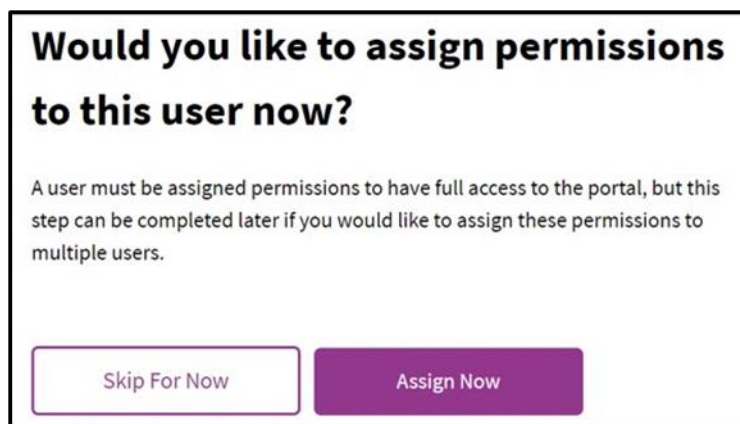 Would you like to assign permissions
to this user now?
A user must be assigned permissions to have full access to the portal, but this
step can be completed later if you would like to assign these permissions to
multiple users.
Skip For Now
Assign Now